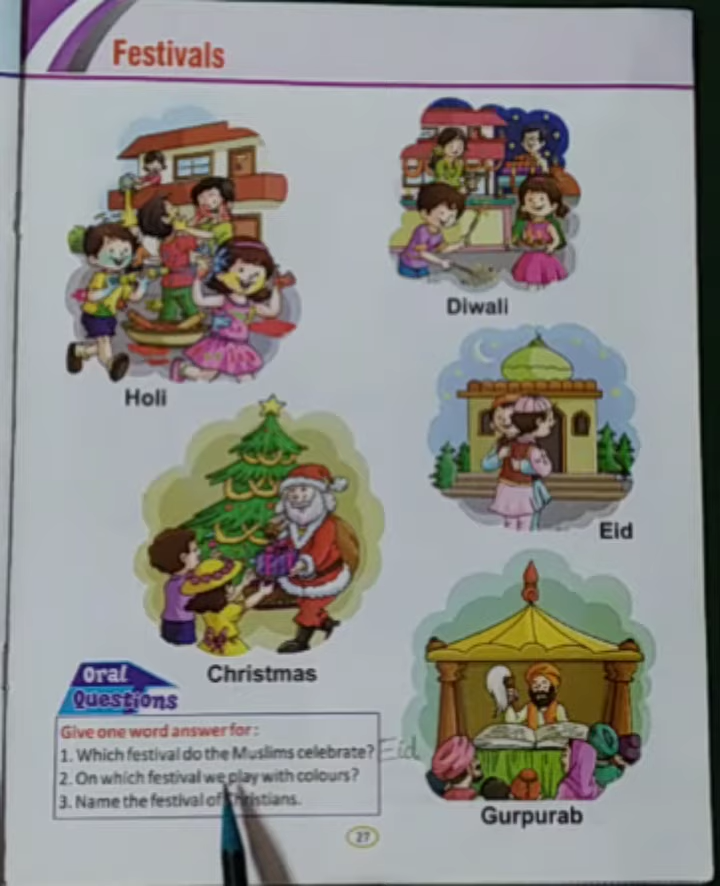 Festivals
Holi
Diwali
Eid
Christmas
Gurpurab
Oral
Questions
Give one word answer for :
1. Which festival do the Muslims celebrate? Eid
2. On which festival we play with colours?
3. Name the festival of Christians.
27